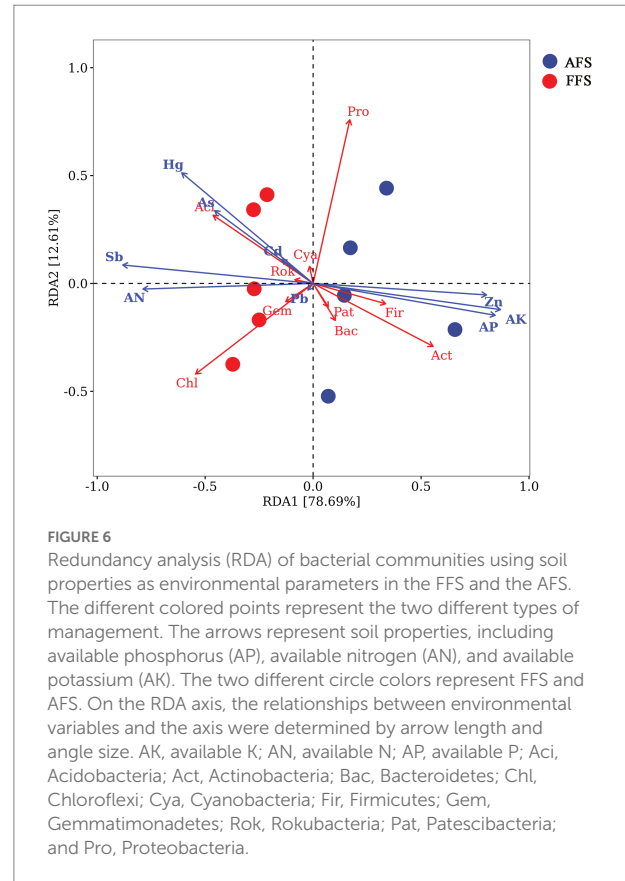 1.0
0.5
0.0
-0.5
RDA2 [12.61%]
-1.0
-0.5
0.0
0.5
1.0
RDA1 [78.69%]
AFS
FFS
Pro
Hg
As
Aci
Cd
Cya
Sb
Rok
AN
Pb
Gem
Pat
Bac
Fir
Zn
AK
AP
Act
Chl
FIGURE 6
Redundancy analysis (RDA) of bacterial communities using soil
properties as environmental parameters in the FFS and the AFS.
The different colored points represent the two different types of
management. The arrows represent soil properties, including
available phosphorus (AP), available nitrogen (AN), and available
potassium (AK). The two different circle colors represent FFS and
AFS. On the RDA axis, the relationships between environmental
variables and the axis were determined by arrow length and
angle size. AK, available K; AN, available N; AP, available P; Aci,
Acidobacteria; Act, Actinobacteria; Bac, Bacteroidetes; Chl,
Chloroflexi; Cya, Cyanobacteria; Fir, Firmicutes; Gem,
Gemmatimonadetes; Rok, Rokubacteria; Pat, Patescibacteria;
and Pro, Proteobacteria.